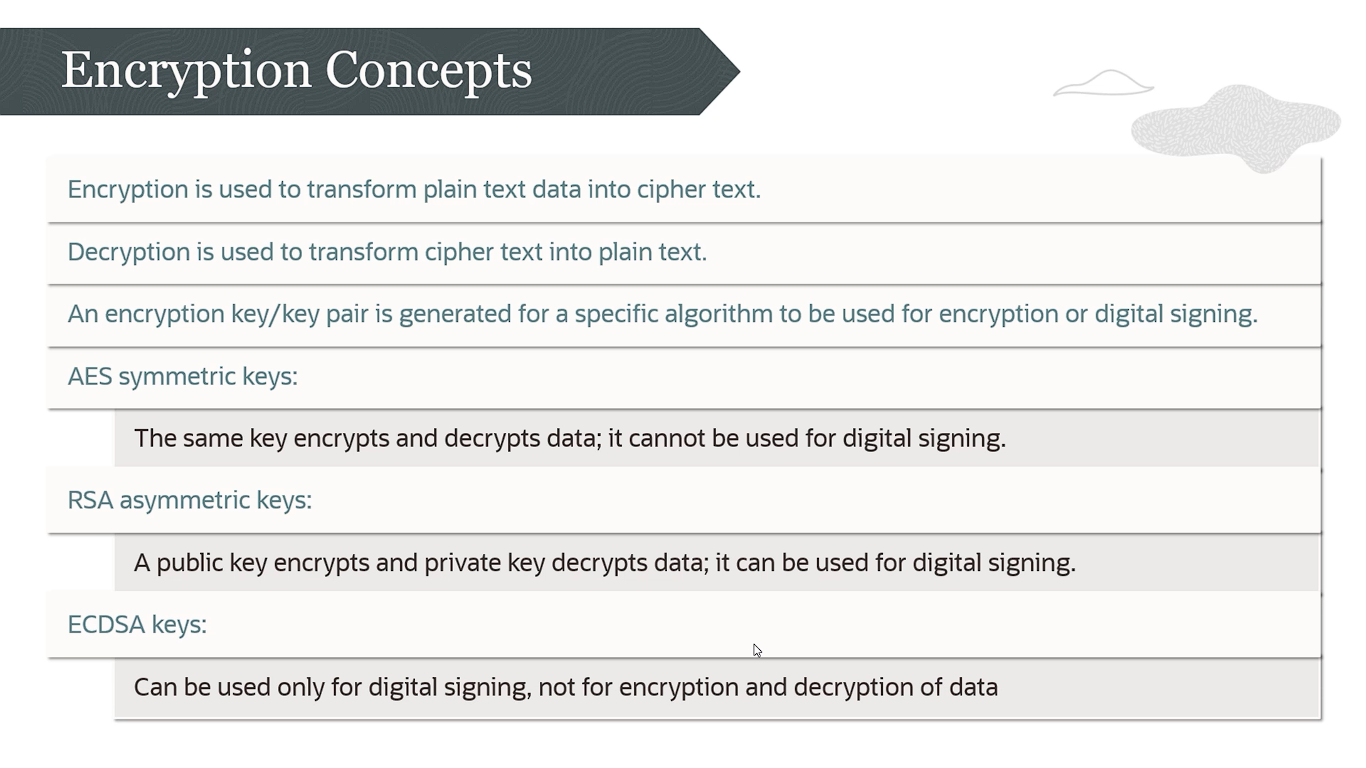 Encryption Concepts
Encryption is used to transform plain text data into cipher text.
Decryption is used to transform cipher text into plain text.
An encryption key/key pair is generated for a specific algorithm to be used for encryption or digital signing.
AES symmetric keys:
The same key encrypts and decrypts data; it cannot be used for digital signing.
RSA asymmetric keys:
A public key encrypts and private key decrypts data; it can be used for digital signing.
ECDSA keys:
Can be used only for digital signing, not for encryption and decryption of data